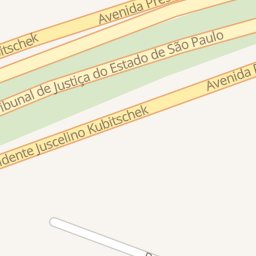 Avenida Pres
bitschek
ibunal de Justiça do Estado de São Paulo
Avenida P
idente Juscelino Kubitschek